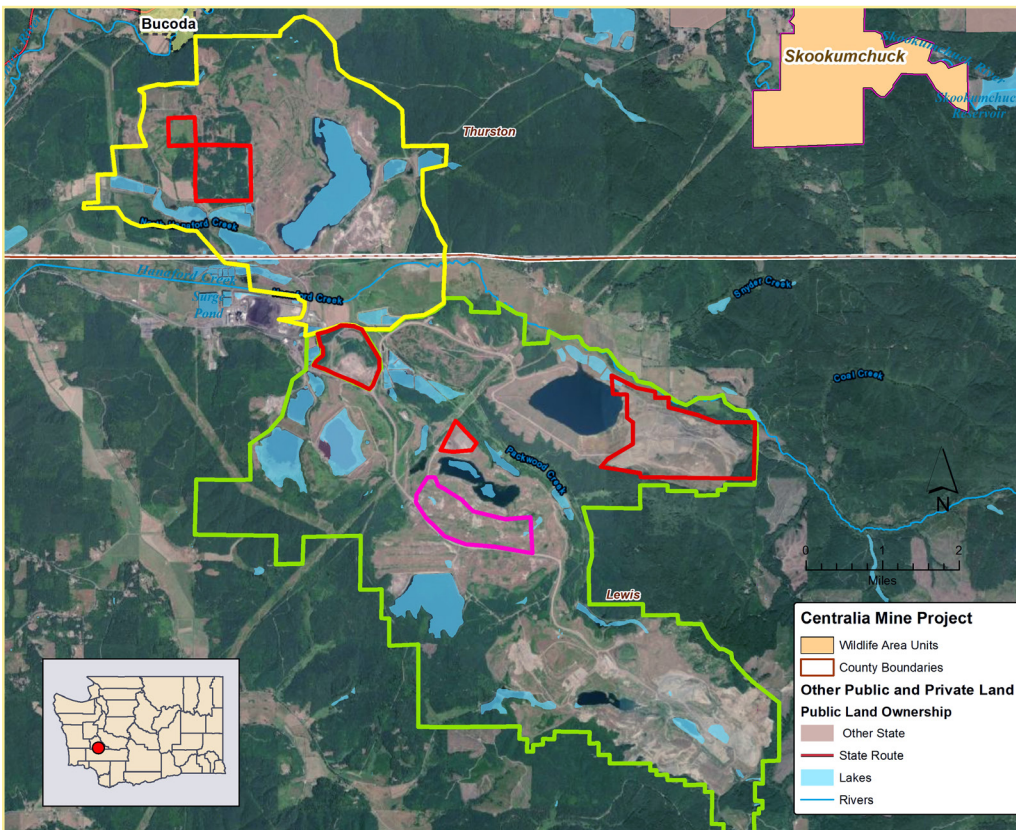 Bucoda
Skookumchuck
Skookumchuck River
Skookumchuck
Reservoir
Thurston
North Hanaford Creek
Hanaford Creek
Hanaford Creek
Surge
Pond
Snyder Creek
Coal Creek
Packwood Creek
N
0 1 2
Miles
Lewis
Centralia Mine Project
Wildlife Area Units
County Boundaries
Other Public and Private Land
Public Land Ownership
Other State
State Route
Lakes
Rivers